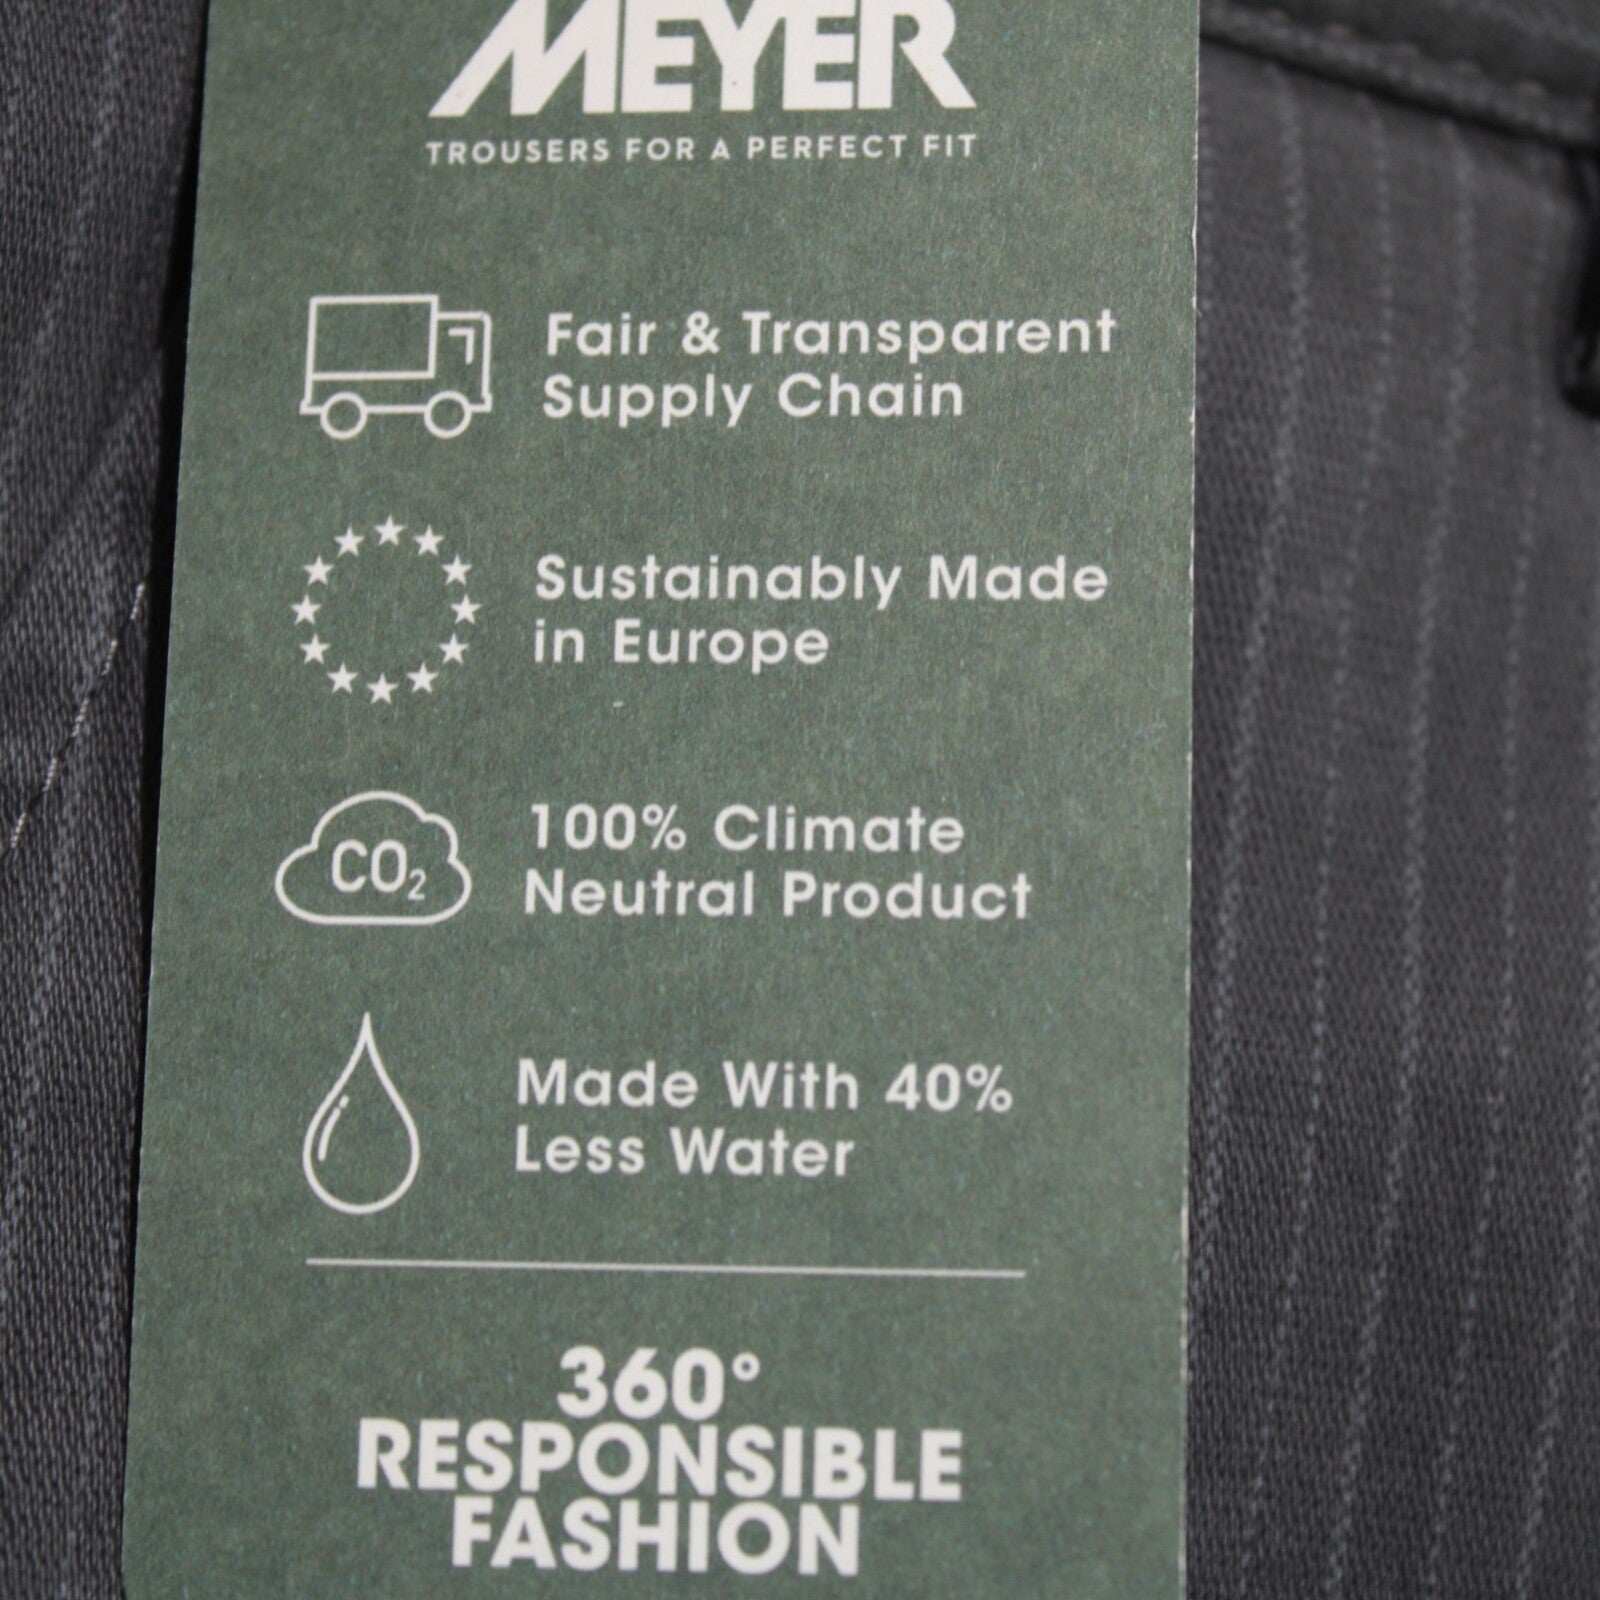 MEYER
TROUSERS FOR A PERFECT FIT
Fair & Transparent
Supply Chain
Sustainably Made
in Europe
CO₂
100% Climate
Neutral Product
Made With 40%
Less Water
360°
RESPONSIBLE
FASHION